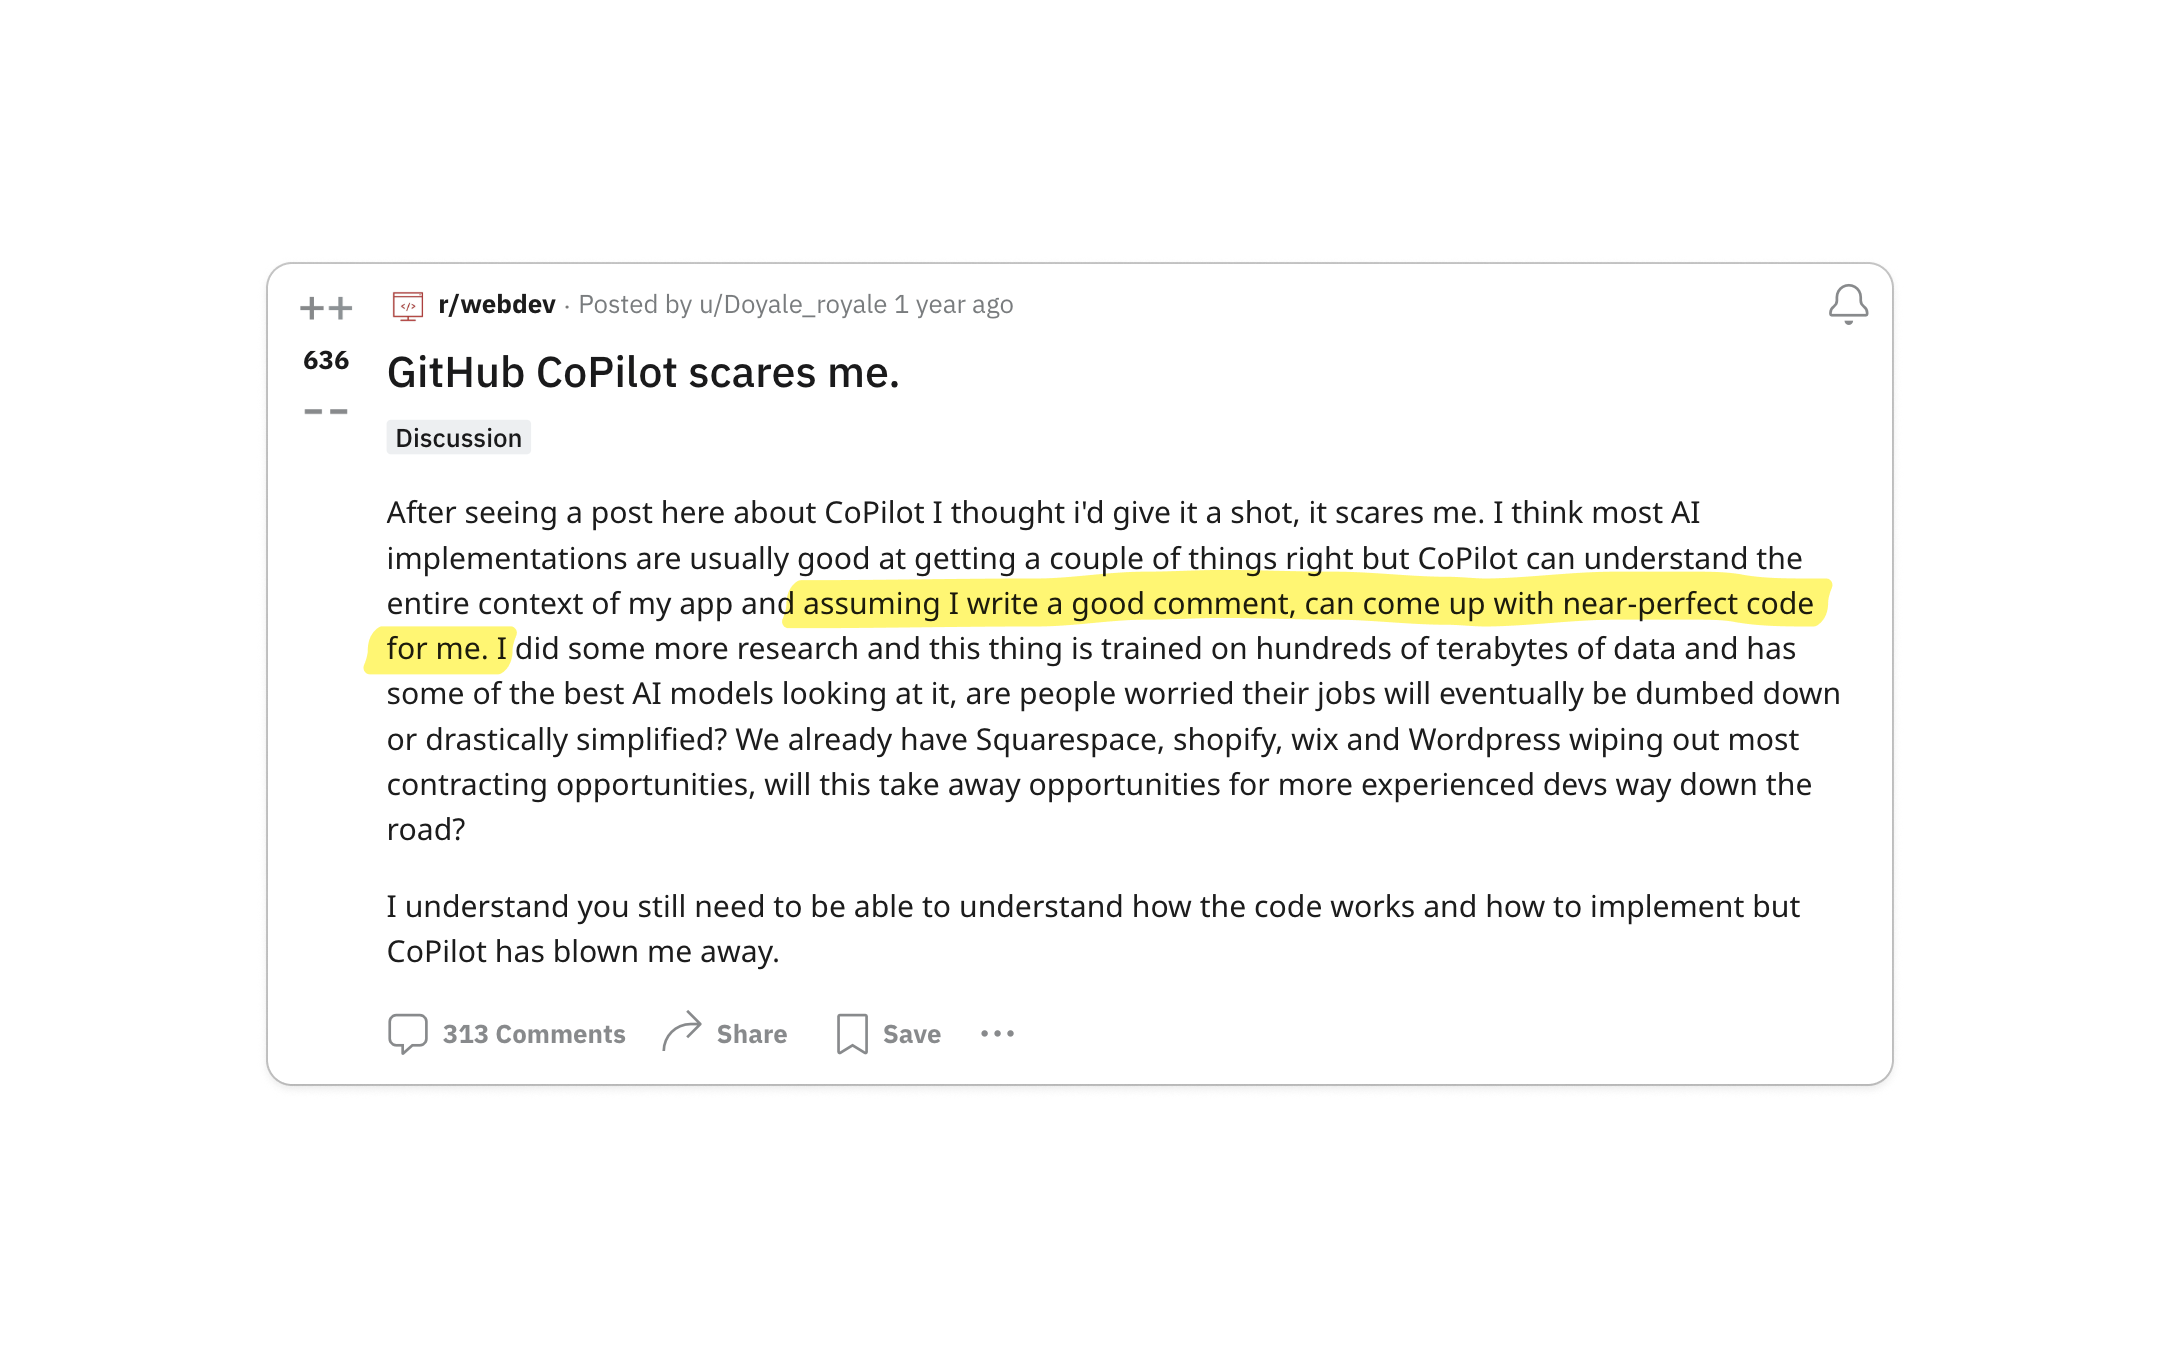 ++
r/webdev · Posted by u/Doyale_royale 1 year ago
636
GitHub CoPilot scares me.
--
Discussion
After seeing a post here about CoPilot I thought i'd give it a shot, it scares me. I think most AI
implementations are usually good at getting a couple of things right but CoPilot can understand the
entire context of my app and assuming I write a good comment, can come up with near-perfect code
for me. I did some more research and this thing is trained on hundreds of terabytes of data and has
some of the best AI models looking at it, are people worried their jobs will eventually be dumbed down
or drastically simplified? We already have Squarespace, shopify, wix and Wordpress wiping out most
contracting opportunities, will this take away opportunities for more experienced devs way down the
road?
I understand you still need to be able to understand how the code works and how to implement but
CoPilot has blown me away.
313 Comments Share Save ...